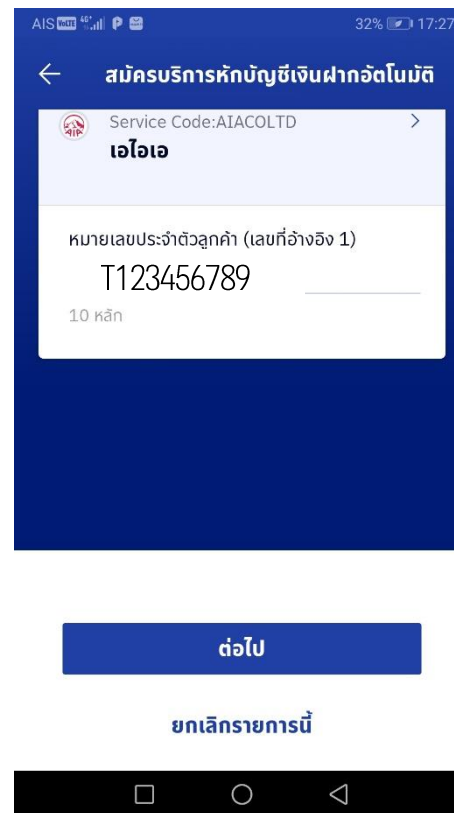 AIS VoLTE 4G+ 32% 17:27
สมัครบริการหักบัญชีเงินฝากอัตโนมัติ
Service Code:AIACOLTD
AIA
เอไอเอ
หมายเลขประจำตัวลูกค้า (เลขที่อ้างอิง 1)
T123456789
10 หลัก
ต่อไป
ยกเลิกรายการนี้